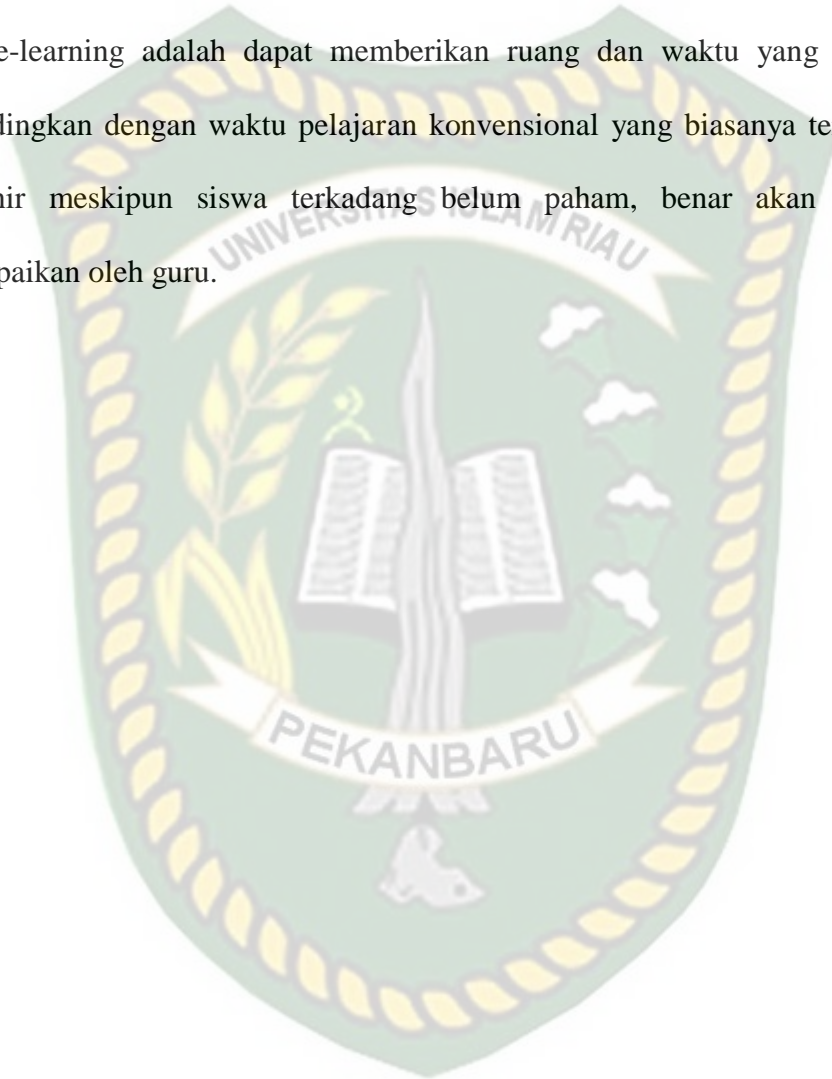 e-learning adalah dapat memberikan ruang dan waktu yang
dingkan dengan waktu pelajaran konvensional yang biasanya te
ir meskipun siswa terkadang belum paham, benar akan
paikan oleh guru.
UNIVERSITAS ISLAM RIAU
PEKANBARU